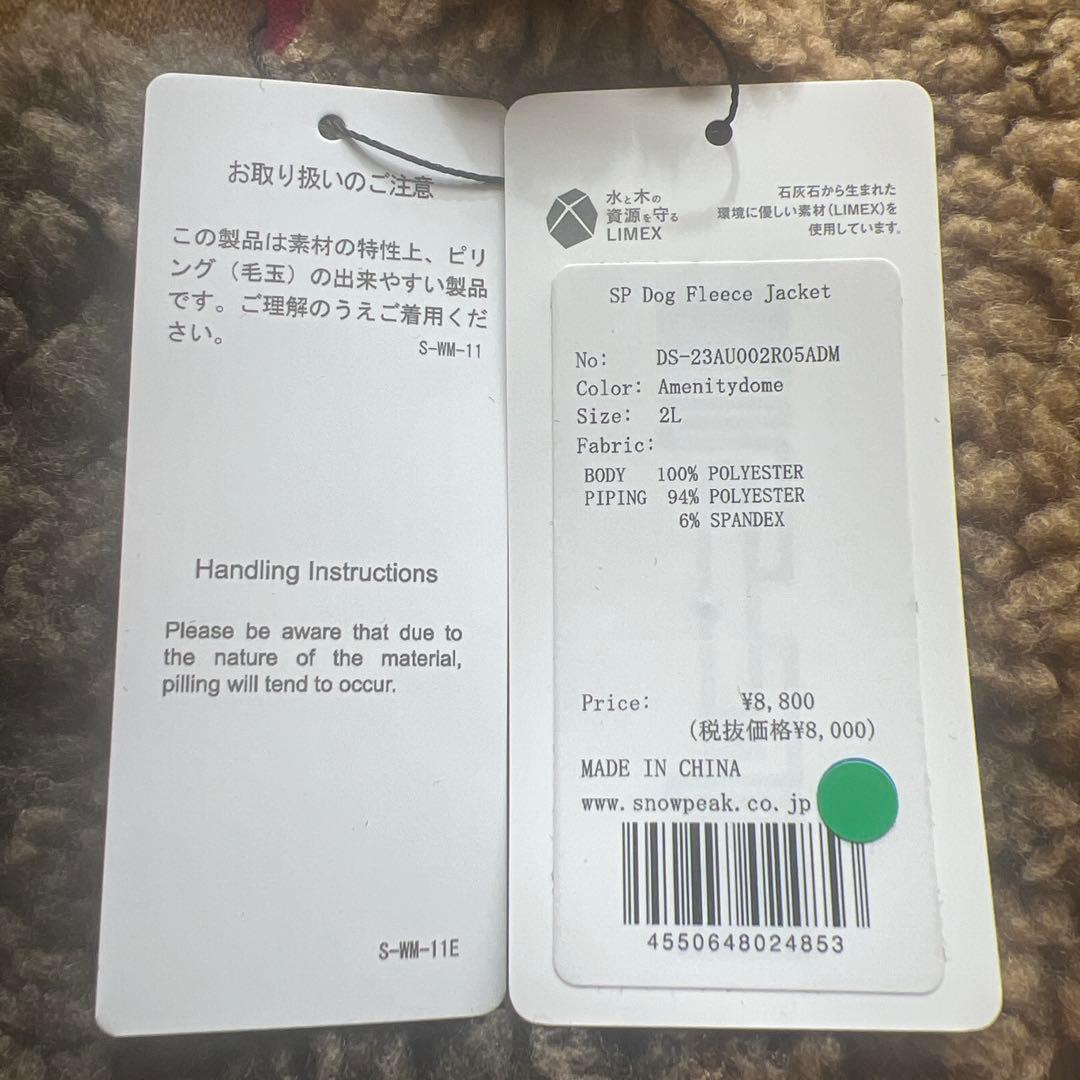 お取り扱いのご注意
この製品は素材の特性上、ピリ
ング（毛玉）の出来やすい製品
です。ご理解のうえご着用くだ
さい。
S-WM-11
Handling Instructions
Please be aware that due to
the nature of the material,
pilling will tend to occur.
S-WM-11E
水と木の
資源を守る
LIMEX
石灰石から生まれた
環境に優しい素材(LIMEX)を
使用しています。
SP Dog Fleece Jacket
No: DS-23AU002R05ADM
Color: Amenitydome
Size: 2L
Fabric:
BODY 100% POLYESTER
PIPING 94% POLYESTER
6% SPANDEX
Price: ¥8,800
(税抜価格¥8,000)
MADE IN CHINA
www.snowpeak.co.jp
4550648024853